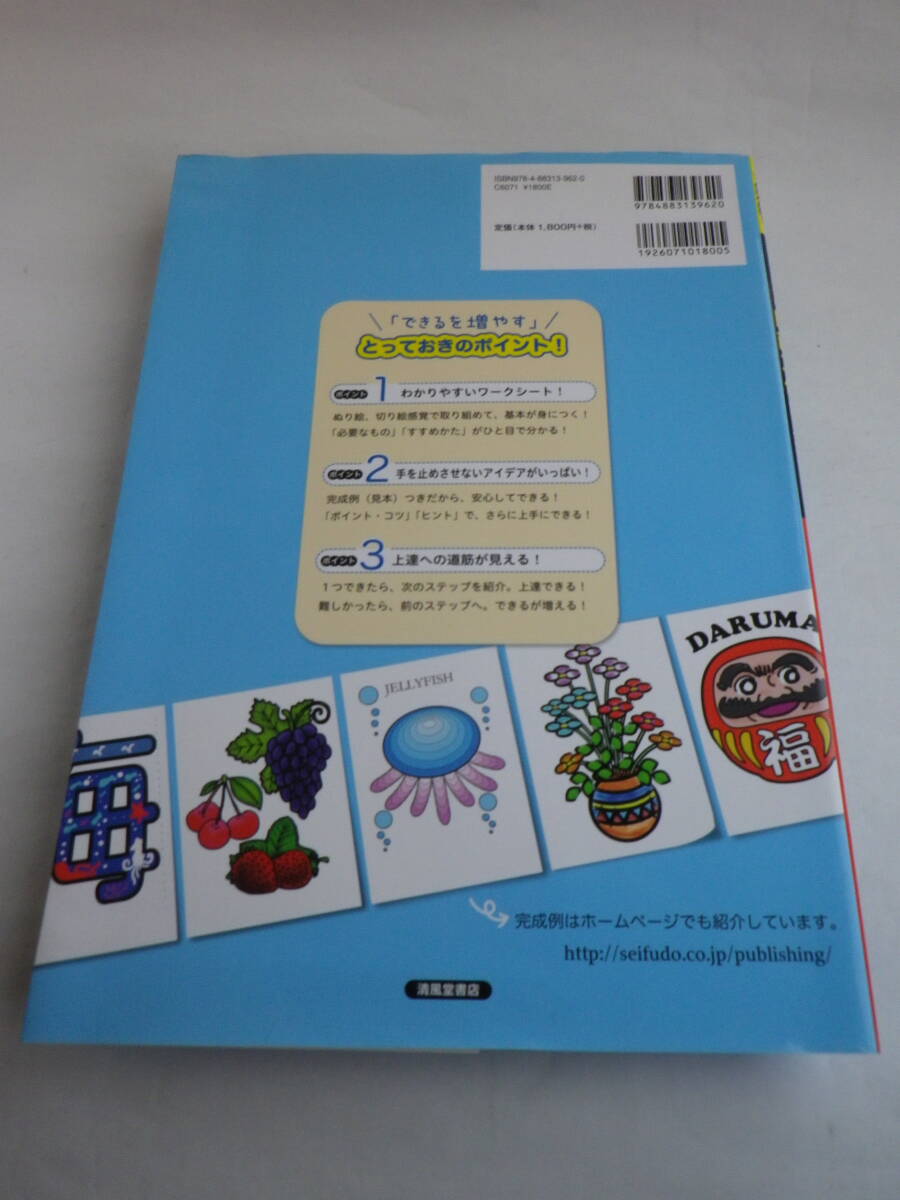 ISBN978-4-88313-962-0
C6071 ¥1800E
9784883139620
定価(本体 1,800円+税)
1926071018005
「できるを増やす」
とっておきのポイント!
ポイント 1 わかりやすいワークシート!
ぬり絵、切り絵感覚で取り組めて、基本が身につく!
「必要なもの」「すすめかた」がひと目で分かる!
ポイント 2 手を止めさせないアイデアがいっぱい!
完成例(見本)つきだから、安心してできる!
「ポイント・コツ」「ヒント」で、さらに上手にできる!
ポイント 3 上達への道筋が見える!
1つできたら、次のステップを紹介。上達できる!
難しかったら、前のステップへ。できるが増える!
JELLYFISH
DARUMA
福
完成例はホームページでも紹介しています。
http://seifudo.co.jp/publishing/
清風堂書店